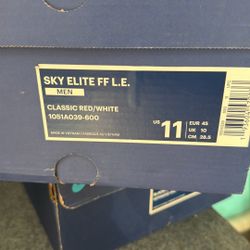 SKY ELITE FF L.E.
MEN
CLASSIC RED/WHITE
1051A039-600
US 11
EUR 45
UK 10
CM 28.5